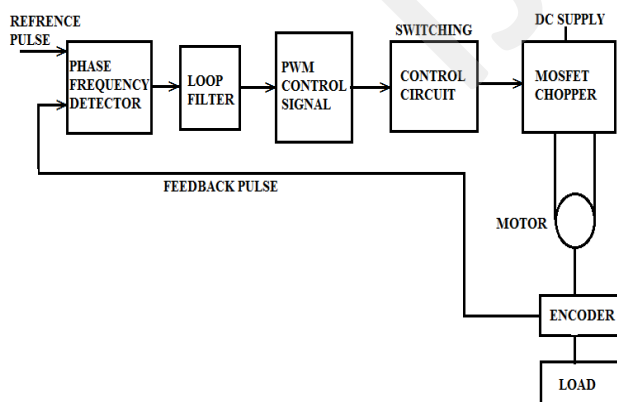 REFRENCE
PULSE
PHASE
FREQUENCY
DETECTOR
LOOP
FILTER
PWM
CONTROL
SIGNAL
SWITCHING
CONTROL
CIRCUIT
DC SUPPLY
MOSFET
CHOPPER
FEEDBACK PULSE
MOTOR
ENCODER
LOAD